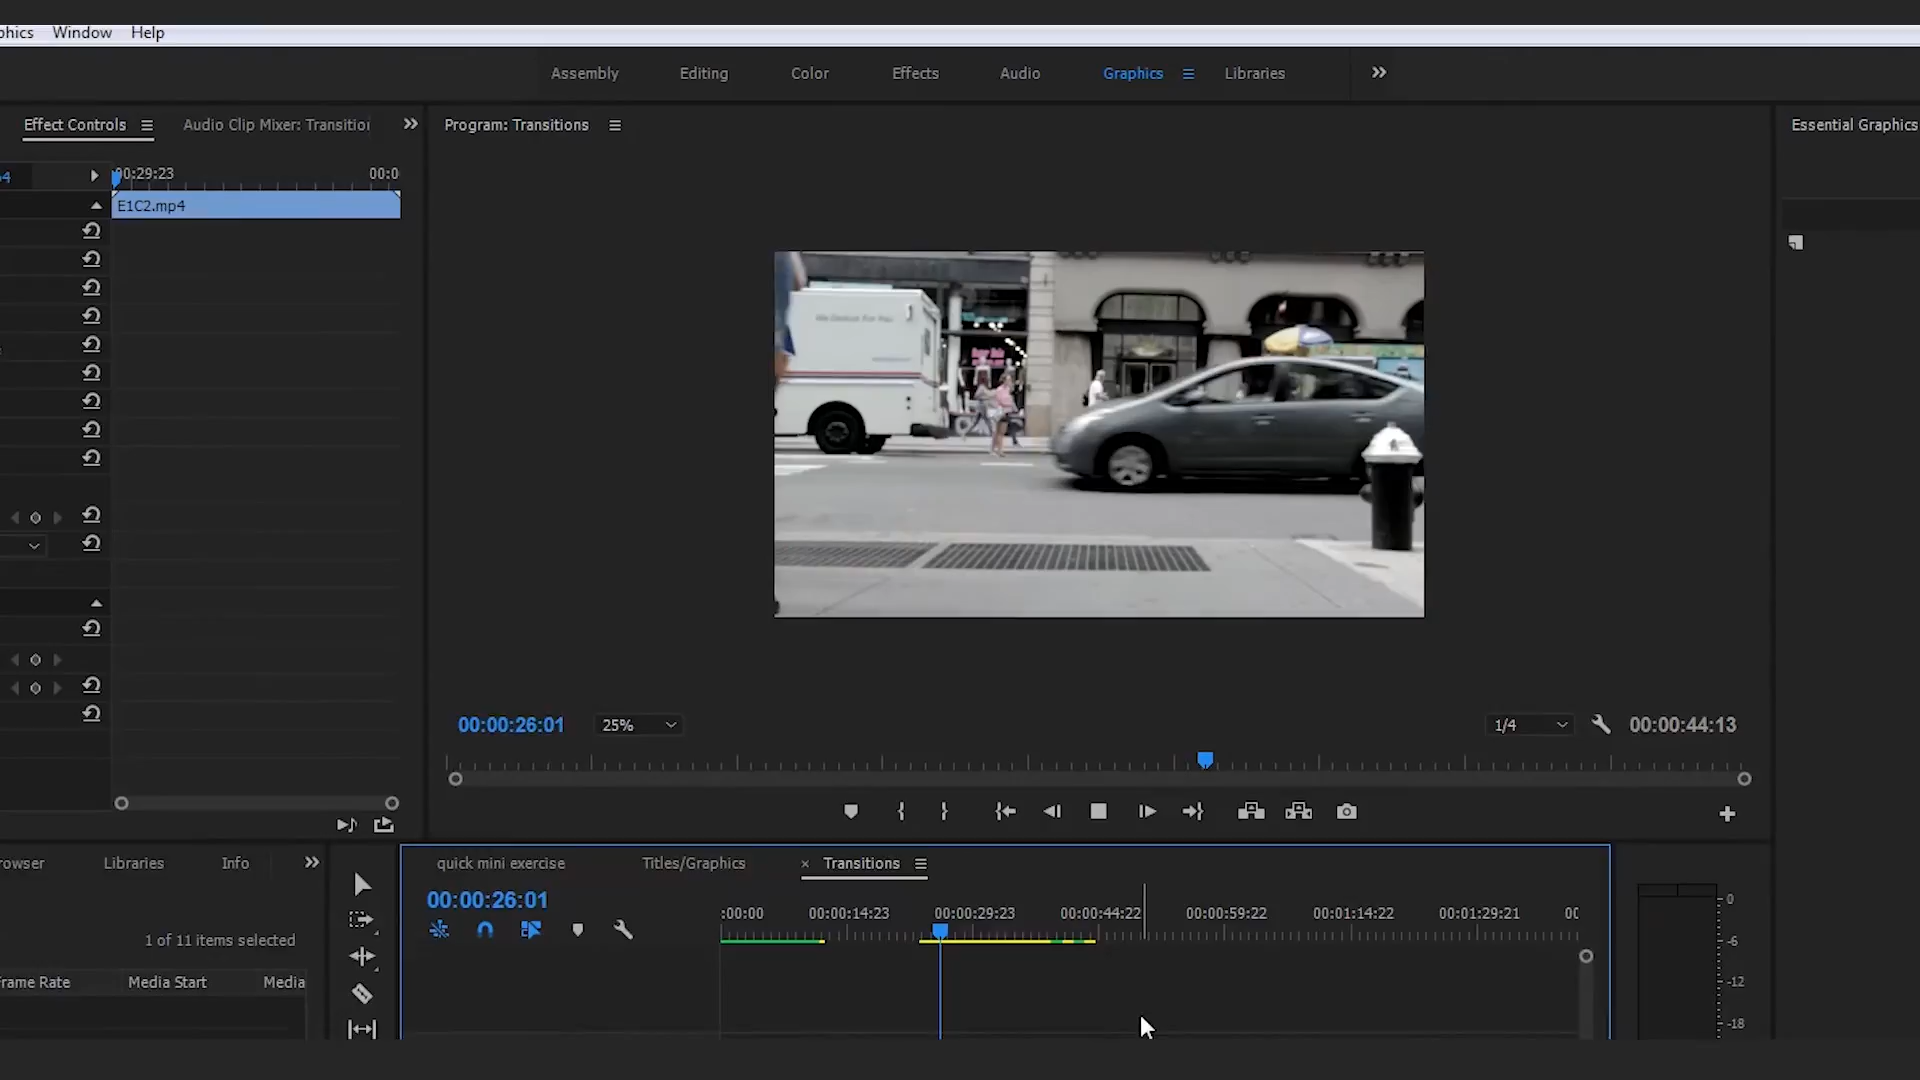 phics Window Help
Assembly Editing Color Effects Audio Graphics Libraries
Effect Controls Audio Clip Mixer: Transition Program: Transitions Essential Graphics
p4 00:29:23 00:0
E1C2.mp4
00:00:26:01 25% 1/4 00:00:44:13
rowser Libraries Info quick mini exercise Titles/Graphics × Transitions
00:00:26:01
:00:00 00:00:14:23 00:00:29:23 00:00:44:22 00:00:59:22 00:01:14:22 00:01:29:21 00
1 of 11 items selected
rame Rate Media Start Media
0
-6
-12
-18